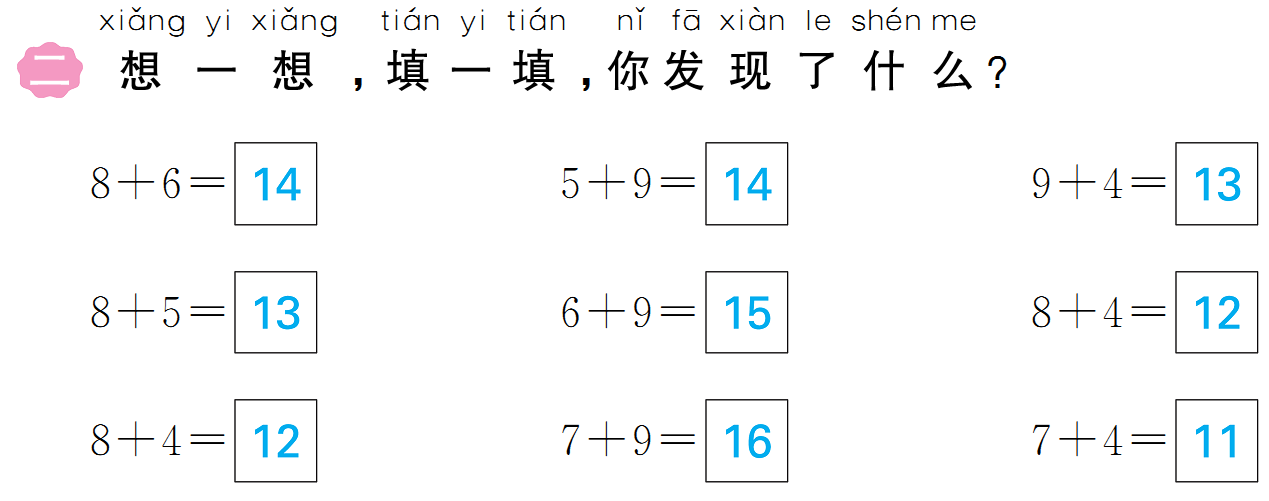 xiǎng yi xiǎng tián yi tián nǐ fā xiàn le shén me
二 想一想,填一填,你发现了什么?
8+6=14 5+9=14 9+4=13
8+5=13 6+9=15 8+4=12
8+4=12 7+9=16 7+4=11